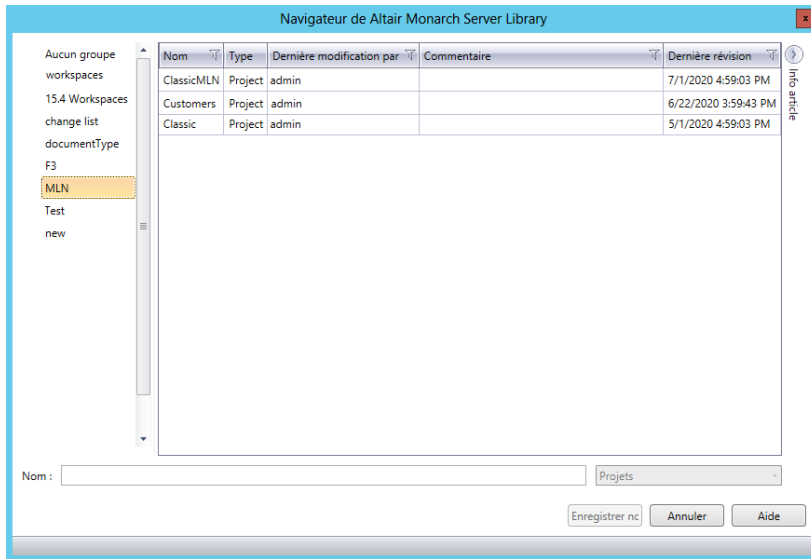 Navigateur de Altair Monarch Server Library
x
Aucun groupe
workspaces
15.4 Workspaces
change list
documentType
F3
MLN
Test
new
Nom Type Dernière modification par Commentaire Dernière révision
ClassicMLN Project admin 7/1/2020 4:59:03 PM
Customers Project admin 6/22/2020 3:59:43 PM
Classic Project admin 5/1/2020 4:59:03 PM
Info article
Nom :
Projets
Enregistrer nc Annuler Aide